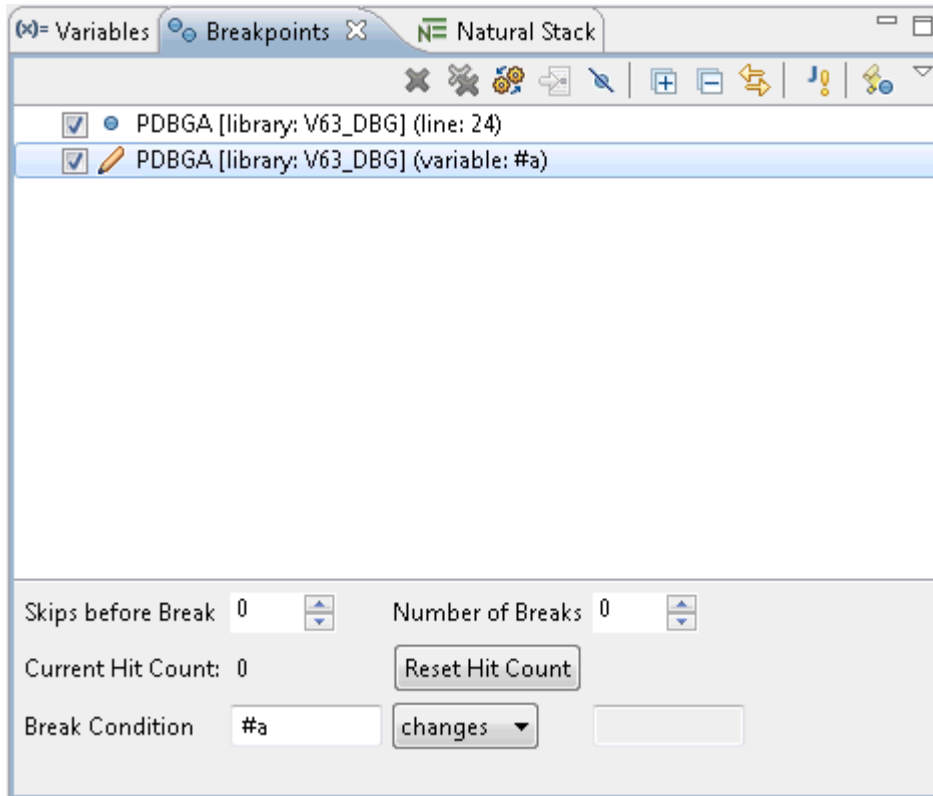 (x)= Variables Breakpoints Natural Stack
PDBGA [library: V63_DBG] (line: 24)
PDBGA [library: V63_DBG] (variable: #a)
Skips before Break 0 Number of Breaks 0
Current Hit Count: 0 Reset Hit Count
Break Condition #a changes